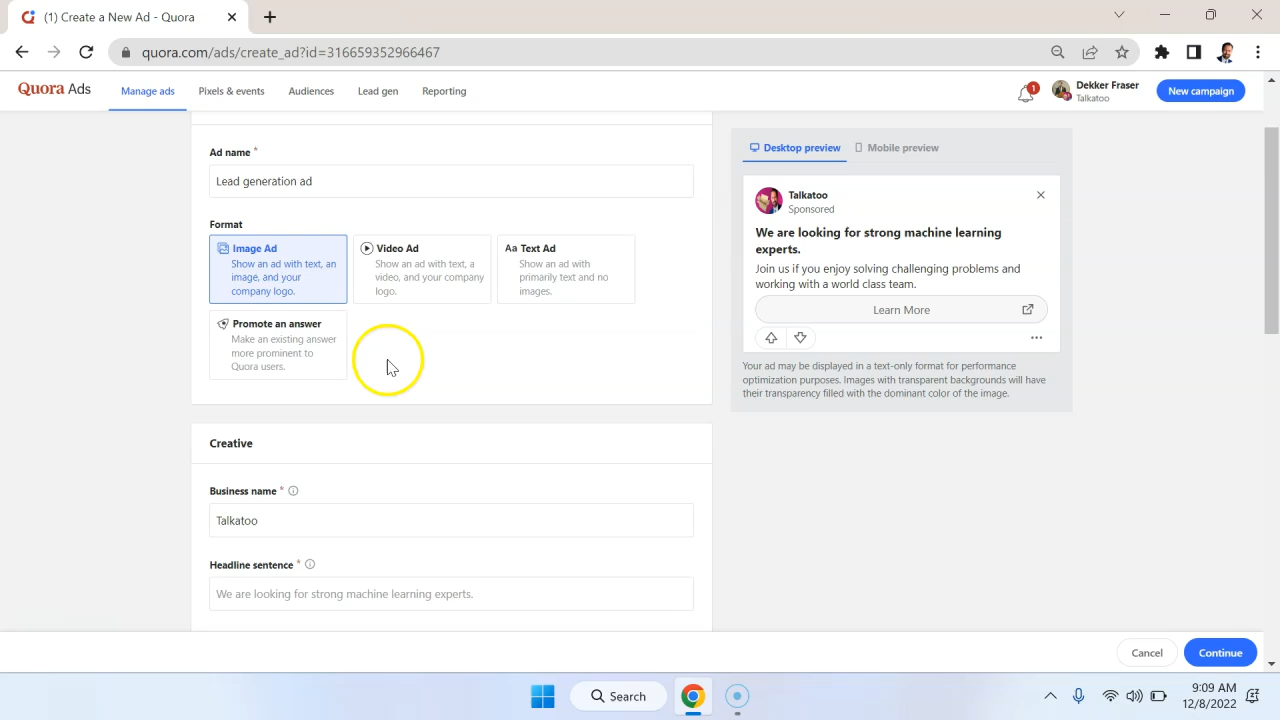 (1) Create a New Ad - Quora
quora.com/ads/create_ad?id=316659352966467
Quora Ads
Manage ads
Pixels & events
Audiences
Lead gen
Reporting
1
Dekker Fraser
Talkatoo
New campaign
Ad name *
Lead generation ad
Format
Image Ad
Show an ad with text, an
image, and your
company logo.
Video Ad
Show an ad with text, a
video, and your company
logo.
Aa Text Ad
Show an ad with
primarily text and no
images.
Promote an answer
Make an existing answer
more prominent to
Quora users.
Creative
Business name *
Talkatoo
Headline sentence *
We are looking for strong machine learning experts.
Desktop preview
Mobile preview
Talkatoo
Sponsored
We are looking for strong machine learning
experts.
Join us if you enjoy solving challenging problems and
working with a world class team.
Learn More
Your ad may be displayed in a text-only format for performance
optimization purposes. Images with transparent backgrounds will have
their transparency filled with the dominant color of the image.
Cancel
Continue
Search
9:09 AM
12/8/2022